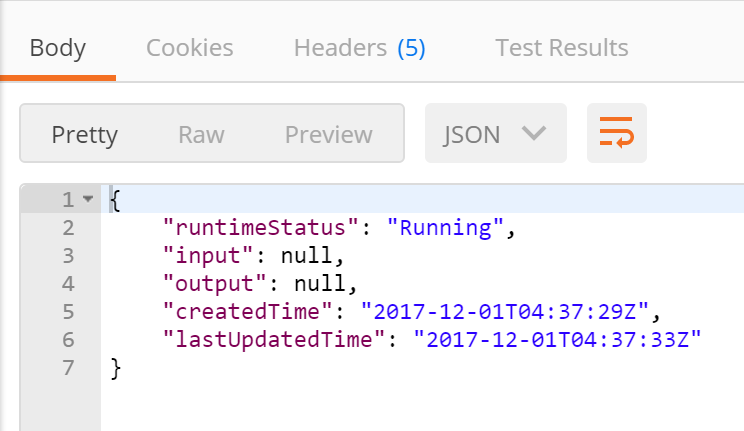 Body Cookies Headers (5) Test Results
Pretty Raw Preview JSON
1 {
2 "runtimeStatus": "Running",
3 "input": null,
4 "output": null,
5 "createdTime": "2017-12-01T04:37:29Z",
6 "lastUpdatedTime": "2017-12-01T04:37:33Z"
7 }